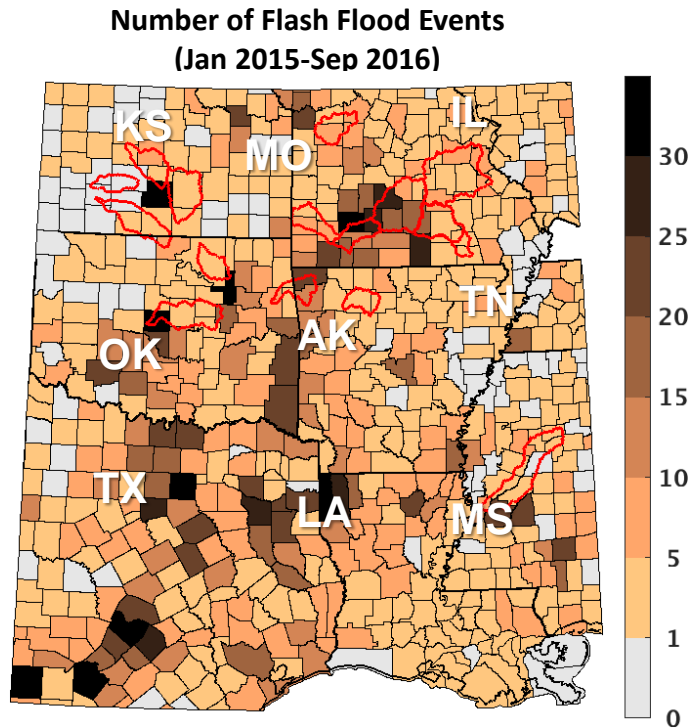 Number of Flash Flood Events
(Jan 2015-Sep 2016)
KS
MO
IL
OK
AK
TN
TX
LA
MS
30
25
20
15
10
5
1
0